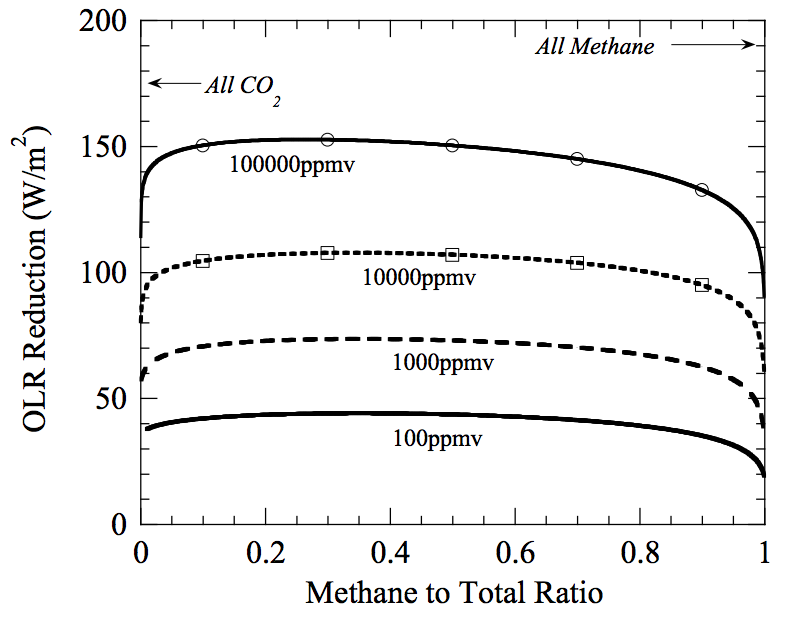 200
150
100
50
0
OLR Reduction (W/m²)
All Methane
All CO₂
100000ppmv
10000ppmv
1000ppmv
100ppmv
0 0.2 0.4 0.6 0.8 1
Methane to Total Ratio